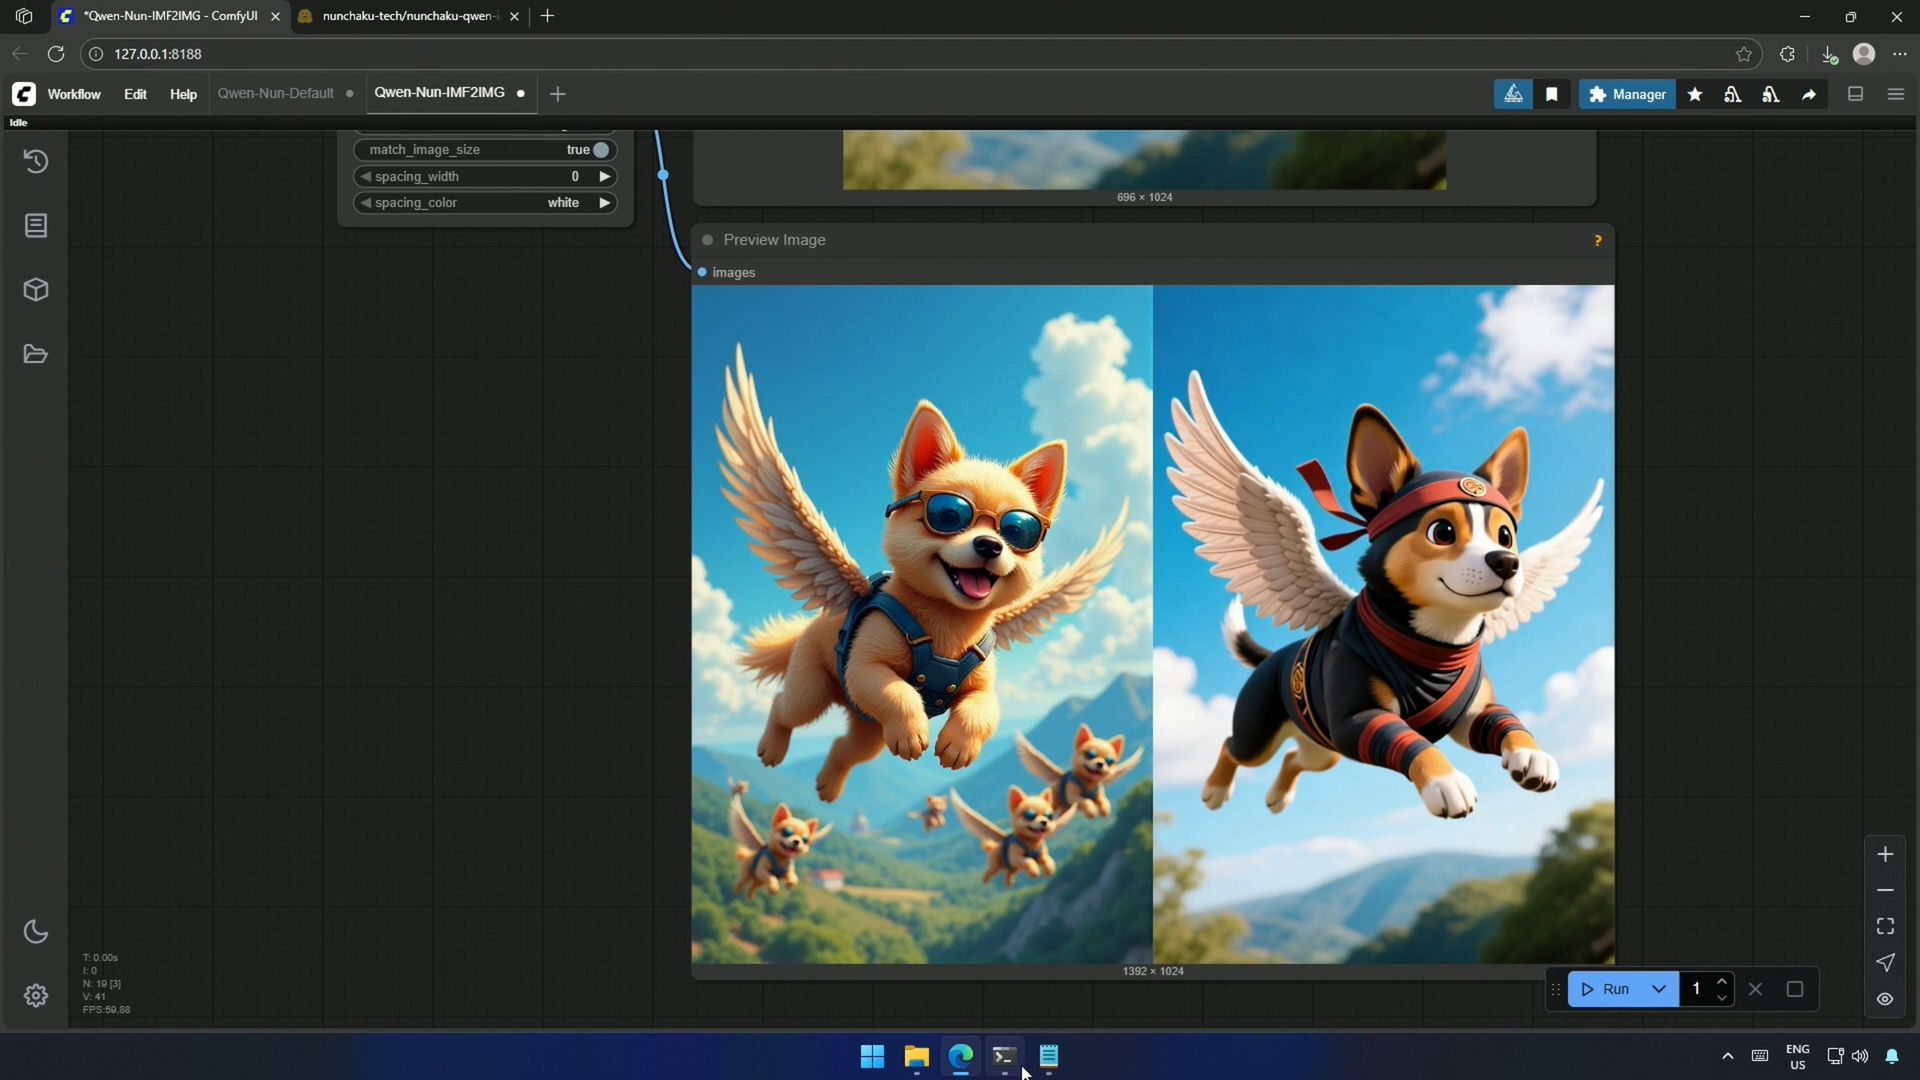 *Qwen-Nun-IMF2IMG - ComfyUI
nunchaku-tech/nunchaku-qwen-i
127.0.0.1:8188
Workflow
Edit
Help
Qwen-Nun-Default
Qwen-Nun-IMF2IMG
Manager
Idle
match_image_size true
spacing_width 0
spacing_color white
696 × 1024
Preview Image
?
images
1392 × 1024
T: 0.00s
I: 0
N: 19 [3]
V: 41
FPS:59.88
Run
1
ENG
US